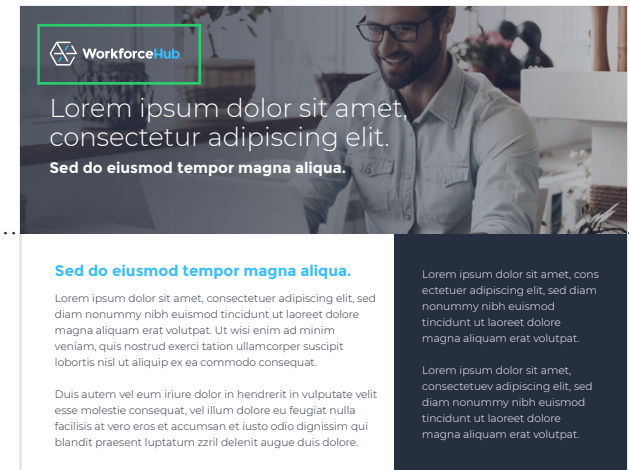 WorkforceHub
Lorem ipsum dolor sit amet,
consectetur adipiscing elit.
Sed do eiusmod tempor magna aliqua.
Sed do eiusmod tempor magna aliqua.
Lorem ipsum dolor sit amet, consectetuer adipiscing elit, sed
diam nonummy nibh euismod tincidunt ut laoreet dolore
magna aliquam erat volutpat. Ut wisi enim ad minim
veniam, quis nostrud exerci tation ullamcorper suscipit
lobortis nisl ut aliquip ex ea commodo consequat.
Duis autem vel eum iriure dolor in hendrerit in vulputate velit
esse molestie consequat, vel illum dolore eu feugiat nulla
facilisis at vero eros et accumsan et iusto odio dignissim qui
blandit praesent luptatum zzril delenit augue duis dolore.
Lorem ipsum dolor sit amet, cons
ectetuer adipiscing elit, sed diam
nonummy nibh euismod
tincidunt ut laoreet dolore
magna aliquam erat volutpat.
Lorem ipsum dolor sit amet,
consectetuev adipiscing elit, sed
diam nonummy nibh euismod
tincidunt ut laoreet dolore
magna aliquam erat volutpat.